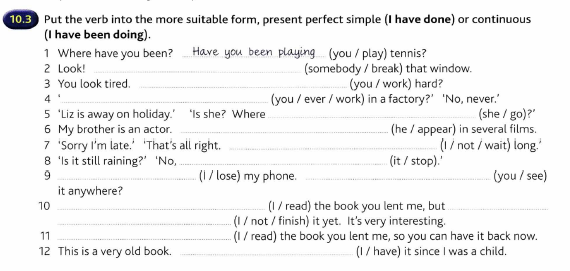 10.3 Put the verb into the more suitable form, present perfect simple (I have done) or continuous
(I have been doing).
1 Where have you been? Have you been playing (you / play) tennis?
2 Look! (somebody / break) that window.
3 You look tired. (you / work) hard?
4 ‘ (you / ever / work) in a factory?’ ‘No, never.’
5 ‘Liz is away on holiday.’ ‘Is she? Where (she / go)?’
6 My brother is an actor. (he / appear) in several films.
7 ‘Sorry I’m late.’ ‘That’s all right. (I / not / wait) long.’
8 ‘Is it still raining?’ ‘No, (it / stop).’
9 (I / lose) my phone. (you / see)
it anywhere?
10 (I / read) the book you lent me, but
(I / not / finish) it yet. It’s very interesting.
11 (I / read) the book you lent me, so you can have it back now.
12 This is a very old book. (I / have) it since I was a child.